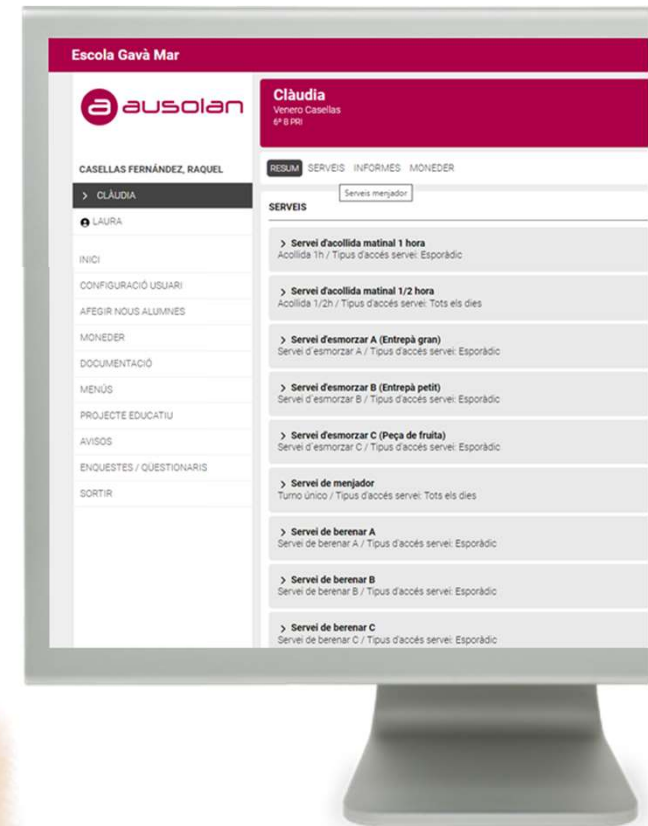 Escola Gavà Mar
ausolan
Clàudia
Venero Casellas
6º B PRI
CASELLAS FERNÁNDEZ, RAQUEL
> CLÀUDIA
LAURA
INICI
CONFIGURACIÓ USUARI
AFEGIR NOUS ALUMNES
MONEDER
DOCUMENTACIÓ
MENÚS
PROJECTE EDUCATIU
AVISOS
ENQUESTES / QÜESTIONARIS
SORTIR
RESUM SERVEIS INFORMES MONEDER
Serveis menjador
SERVEIS
> Servei d'acollida matinal 1 hora
Acollida 1h / Tipus d'accés servei: Esporàdic
> Servei d'acollida matinal 1/2 hora
Acollida 1/2h / Tipus d'accés servei: Tots els dies
> Servei d'esmorzar A (Entrepà gran)
Servei d´esmorzar A / Tipus d'accés servei: Esporàdic
> Servei d'esmorzar B (Entrepà petit)
Servei d´esmorzar B / Tipus d'accés servei: Esporàdic
> Servei d'esmorzar C (Peça de fruita)
Servei d´esmorzar C / Tipus d'accés servei: Esporàdic
> Servei de menjador
Turno único / Tipus d'accés servei: Tots els dies
> Servei de berenar A
Servei de berenar A / Tipus d'accés servei: Esporàdic
> Servei de berenar B
Servei de berenar B / Tipus d'accés servei: Esporàdic
> Servei de berenar C
Servei de berenar C / Tipus d'accés servei: Esporàdic